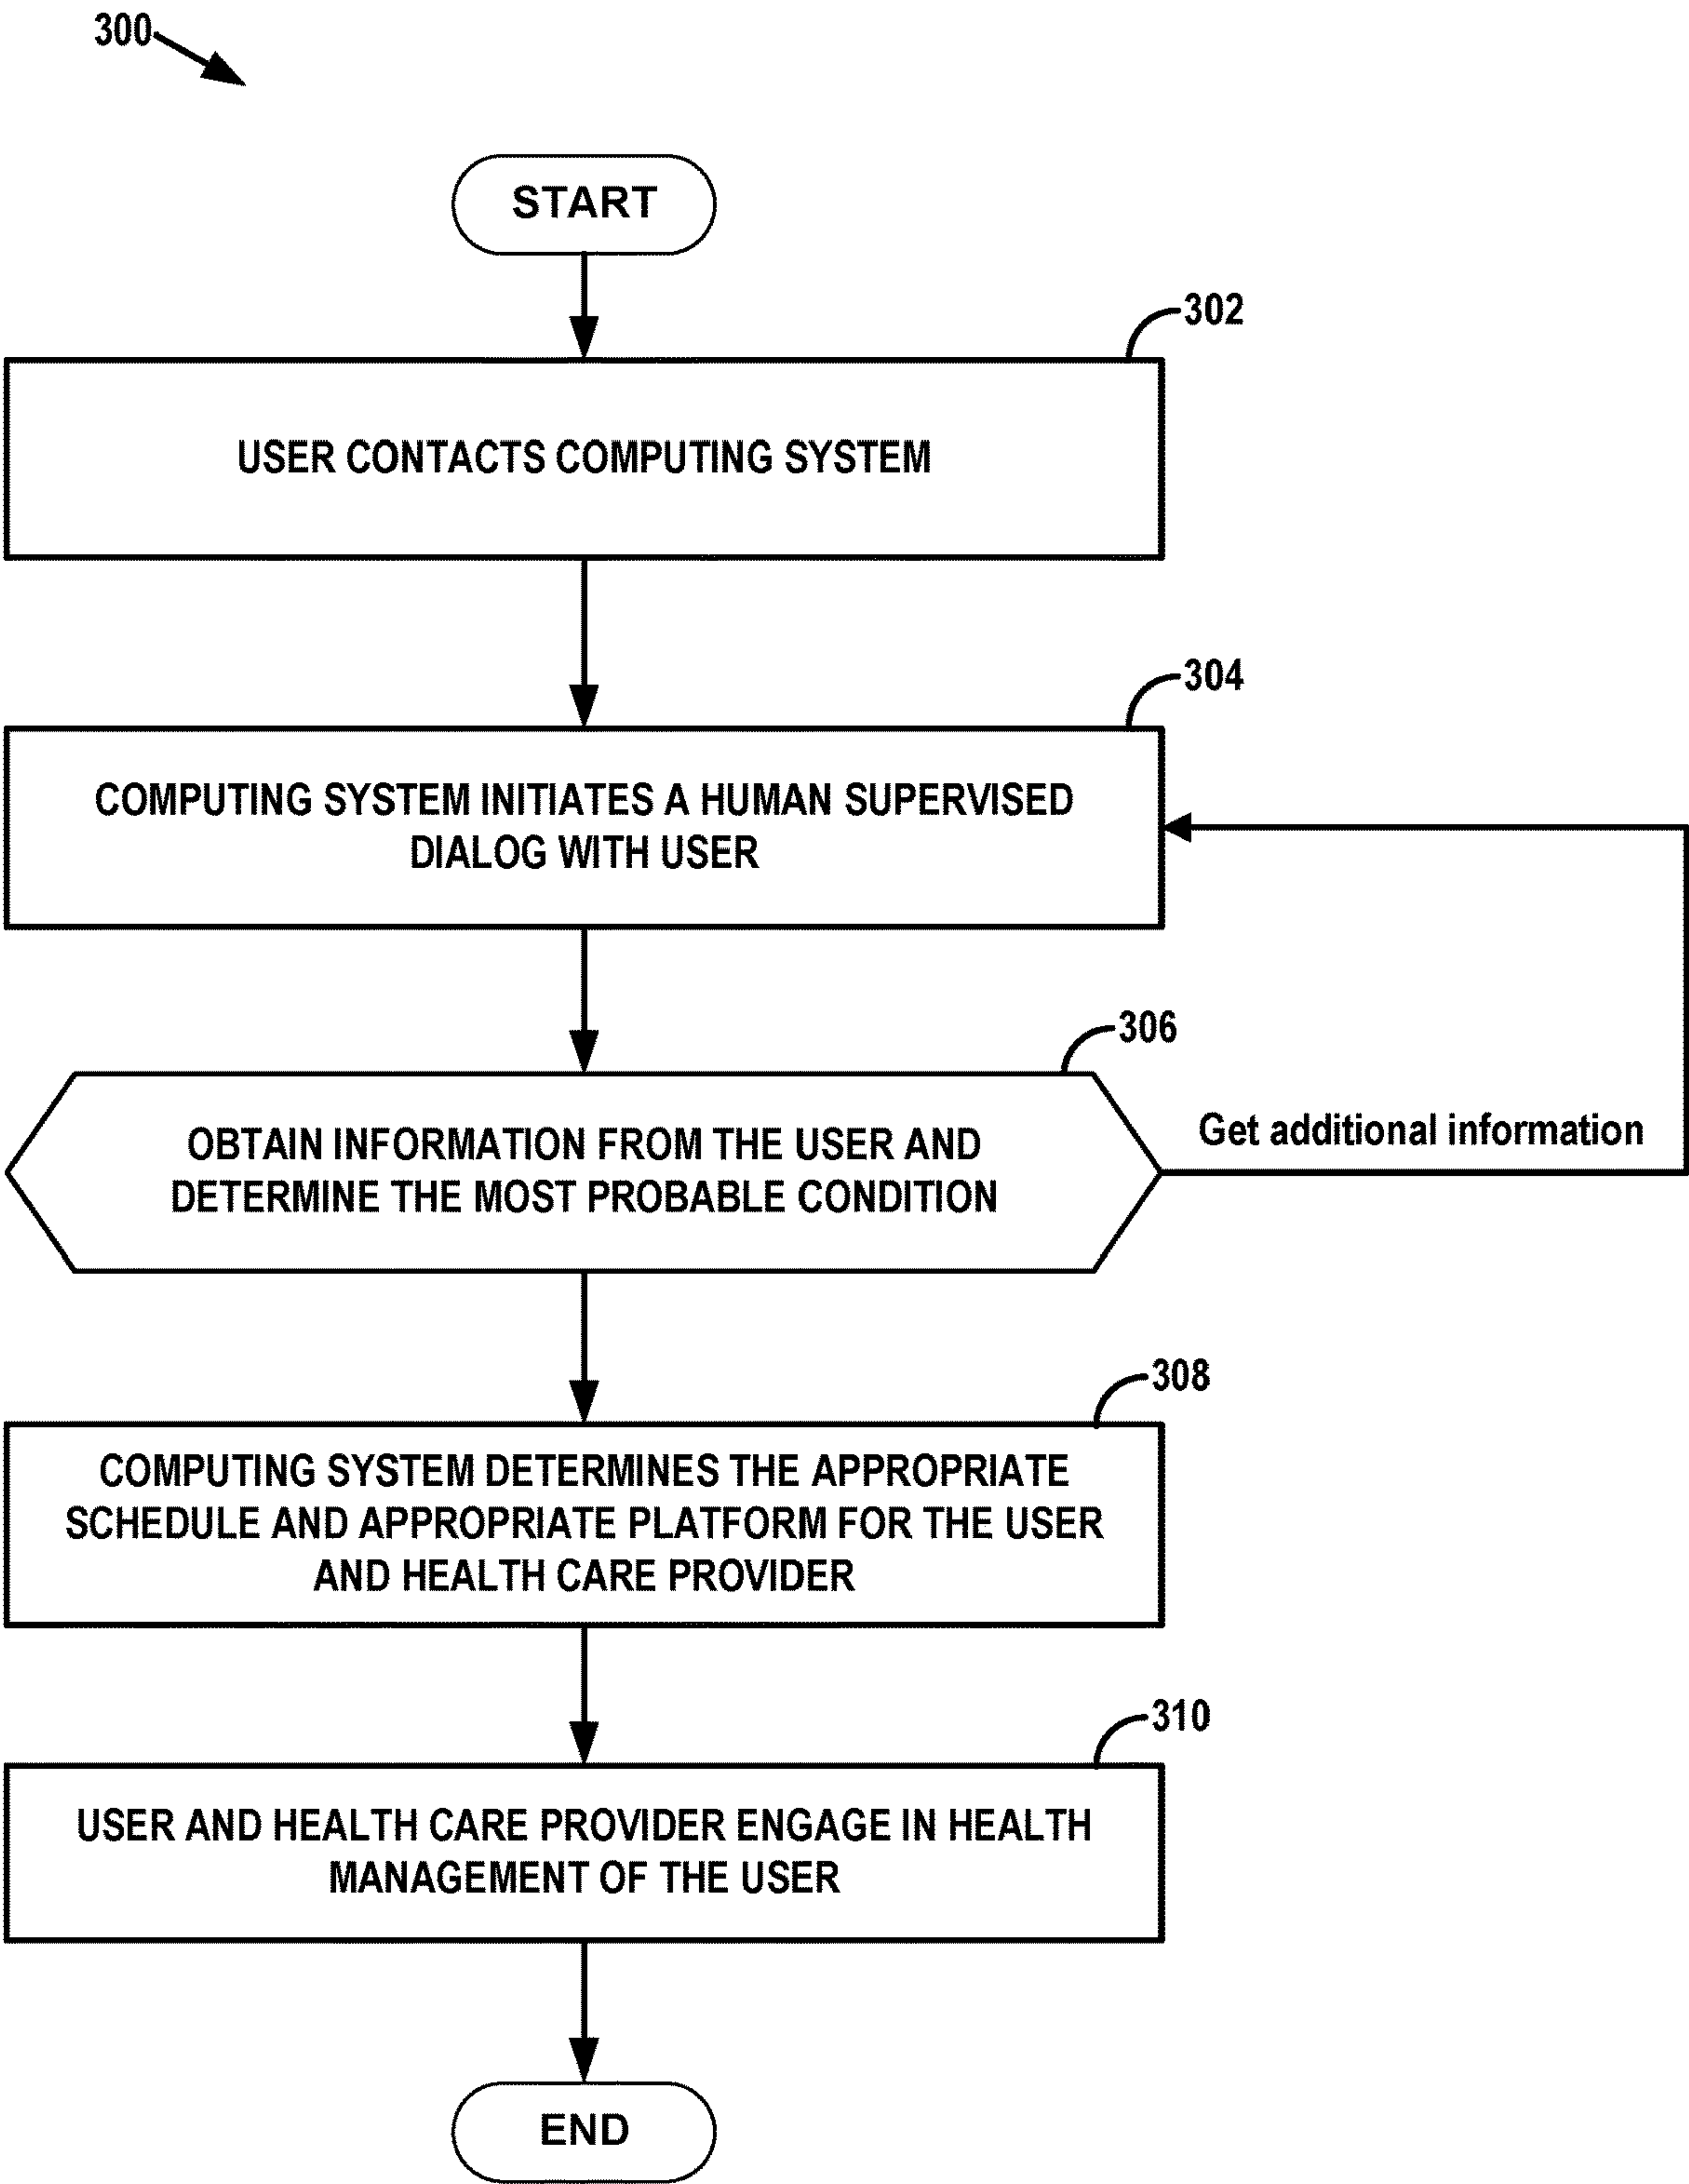 300
START
302
USER CONTACTS COMPUTING SYSTEM
304
COMPUTING SYSTEM INITIATES A HUMAN SUPERVISED
DIALOG WITH USER
306
OBTAIN INFORMATION FROM THE USER AND
DETERMINE THE MOST PROBABLE CONDITION
Get additional information
308
COMPUTING SYSTEM DETERMINES THE APPROPRIATE
SCHEDULE AND APPROPRIATE PLATFORM FOR THE USER
AND HEALTH CARE PROVIDER
310
USER AND HEALTH CARE PROVIDER ENGAGE IN HEALTH
MANAGEMENT OF THE USER
END